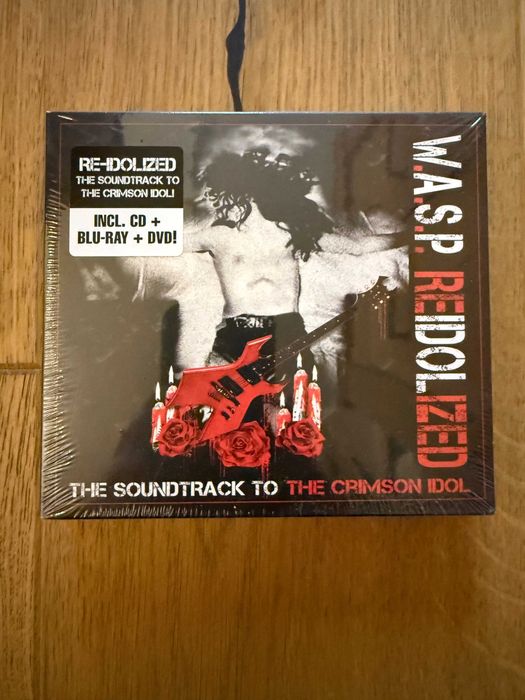 RE-IDOLIZED
THE SOUNDTRACK TO
THE CRIMSON IDOL!
INCL. CD +
BLU-RAY + DVD!
W.A.S.P. REIDOLIZED
THE SOUNDTRACK TO THE CRIMSON IDOL